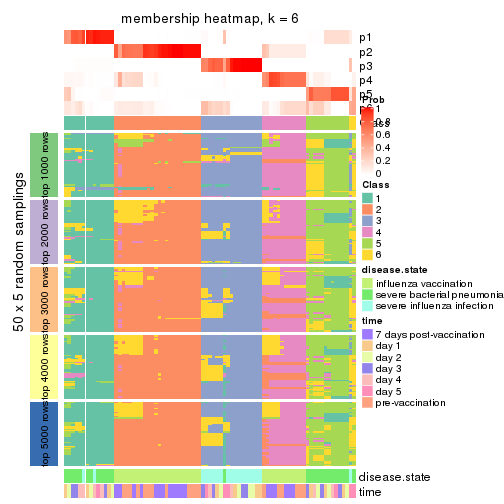 membership heatmap, k = 6
p1
p2
p3
p4
p5
Prob
1
0.8
0.6
0.4
0.2
0
Class
1
2
3
4
5
6
disease.state
influenza vaccination
severe bacterial pneumonia
severe influenza infection
time
7 days post-vaccination
day 1
day 2
day 3
day 4
day 5
pre-vaccination
50 x 5 random samplings
top 1000 rows
top 2000 rows
top 3000 rows
top 4000 rows
top 5000 rows
disease.state
time